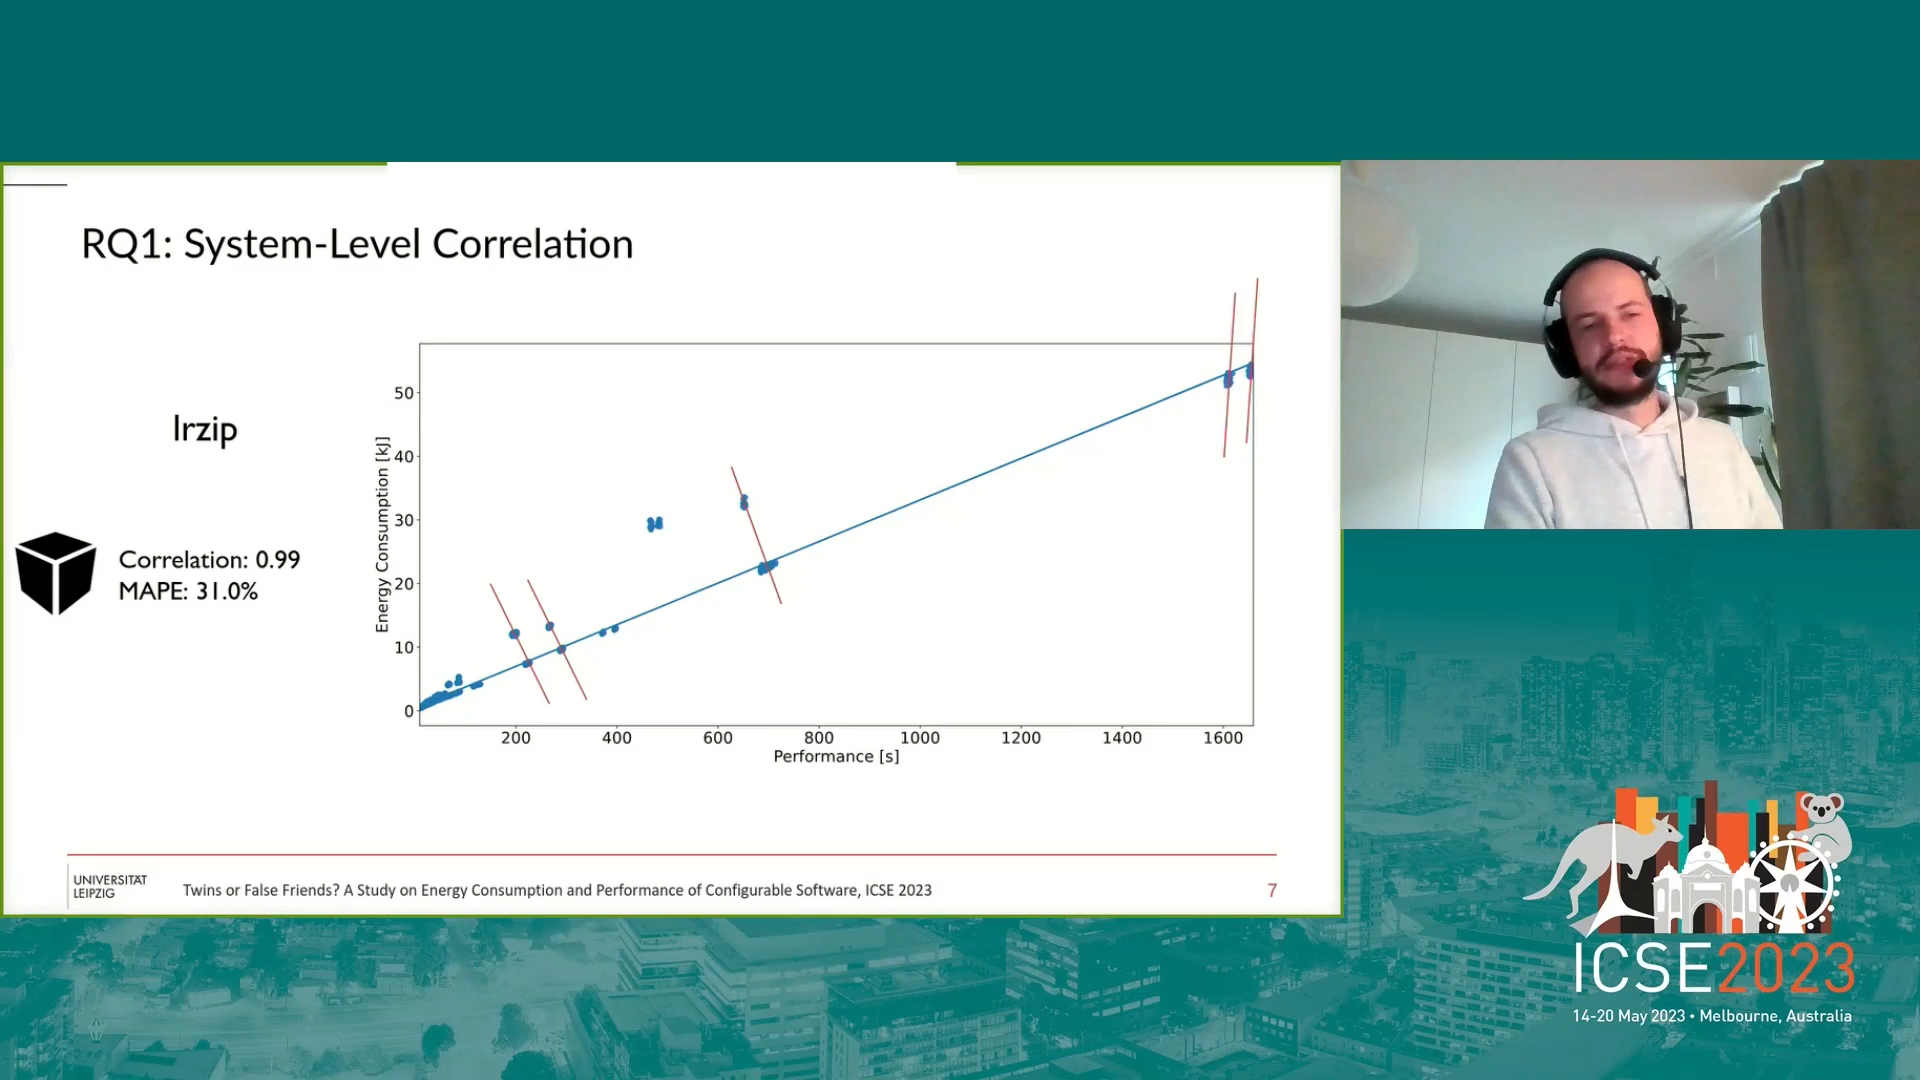 RQ1: System-Level Correlation
lrzip
Correlation: 0.99
MAPE: 31.0%
Energy Consumption [kJ]
50
40
30
20
10
0
200 400 600 800 1000 1200 1400 1600
Performance [s]
UNIVERSITÄT
LEIPZIG
Twins or False Friends? A Study on Energy Consumption and Performance of Configurable Software, ICSE 2023
7
ICSE2023
14-20 May 2023 • Melbourne, Australia